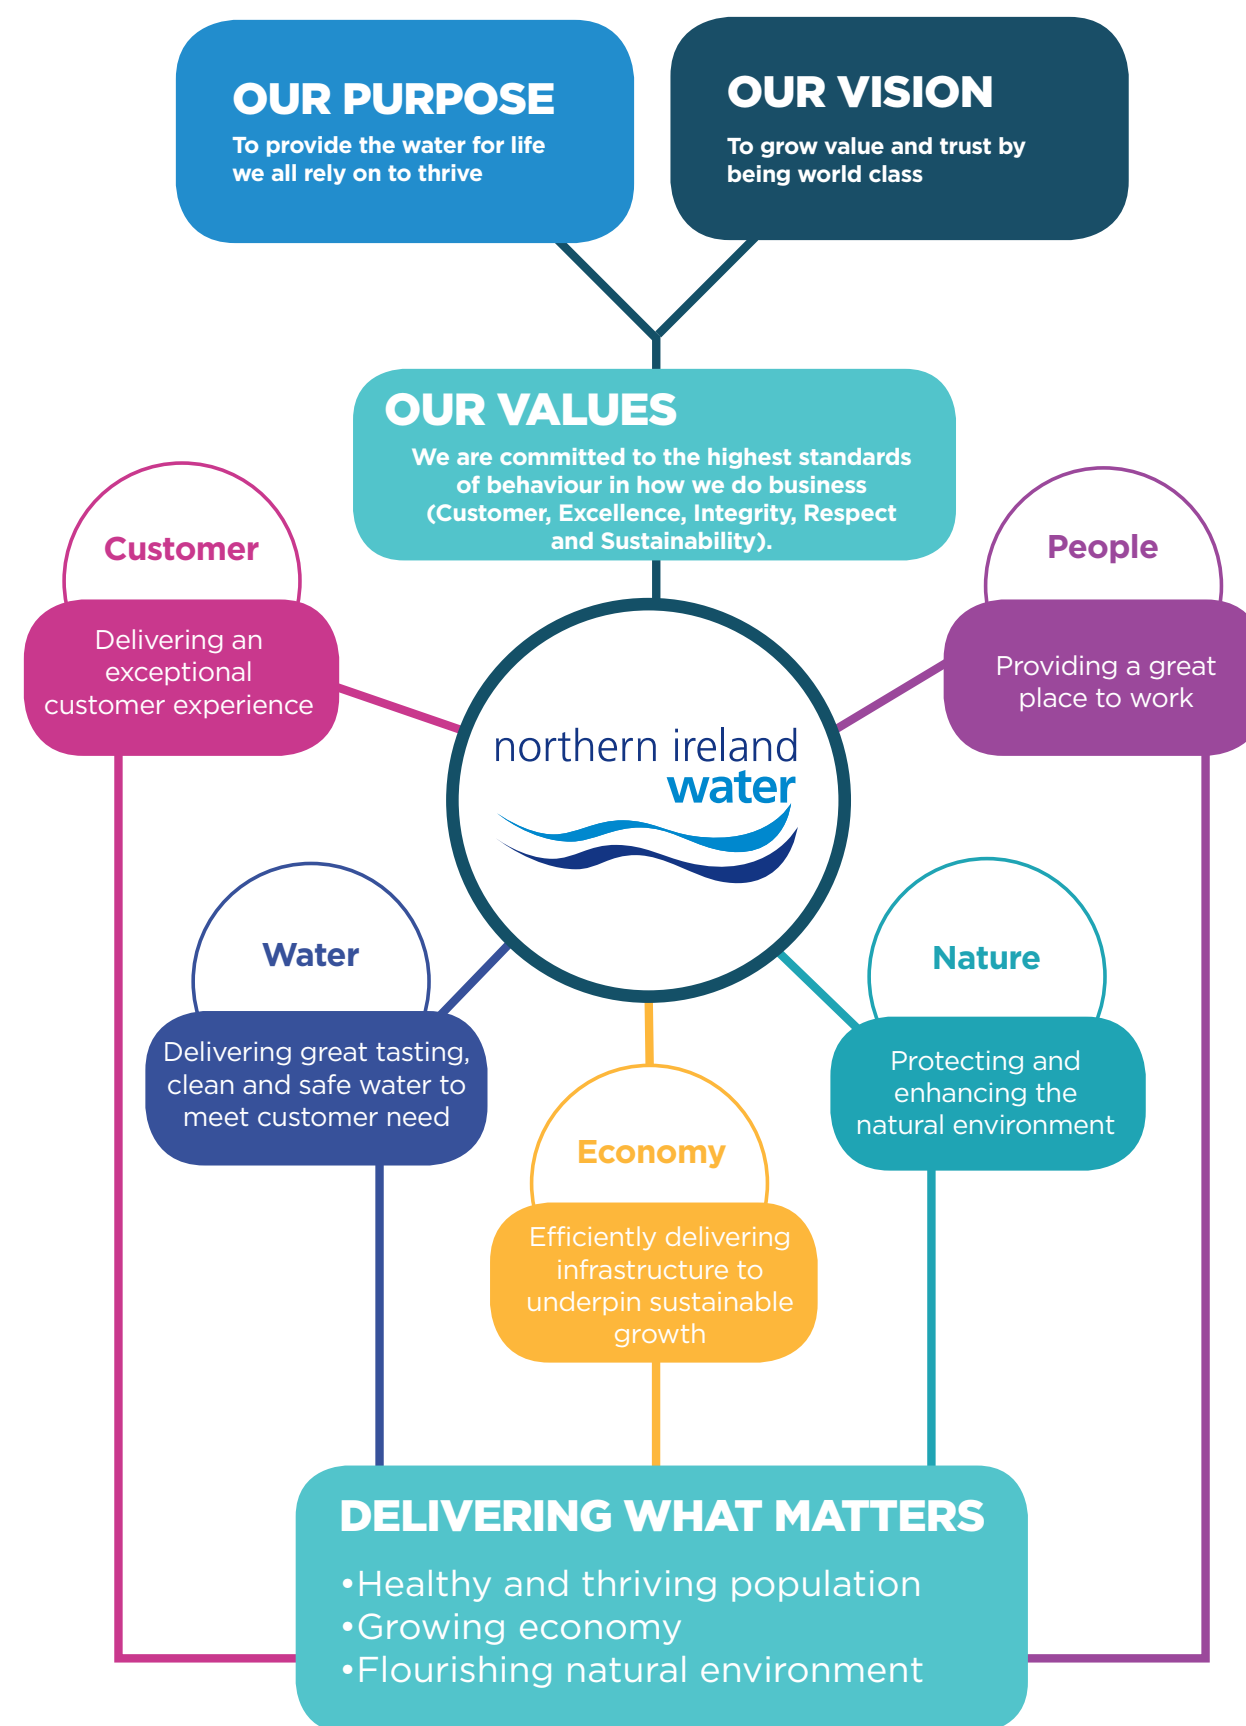 OUR PURPOSE
To provide the water for life
we all rely on to thrive
OUR VISION
To grow value and trust by
being world class
OUR VALUES
We are committed to the highest standards
of behaviour in how we do business
(Customer, Excellence, Integrity, Respect
and Sustainability).
Customer
Delivering an
exceptional
customer experience
People
Providing a great
place to work
northern ireland
water
Water
Delivering great tasting,
clean and safe water to
meet customer need
Nature
Protecting and
enhancing the
natural environment
Economy
Efficiently delivering
infrastructure to
underpin sustainable
growth
DELIVERING WHAT MATTERS
•Healthy and thriving population
•Growing economy
•Flourishing natural environment